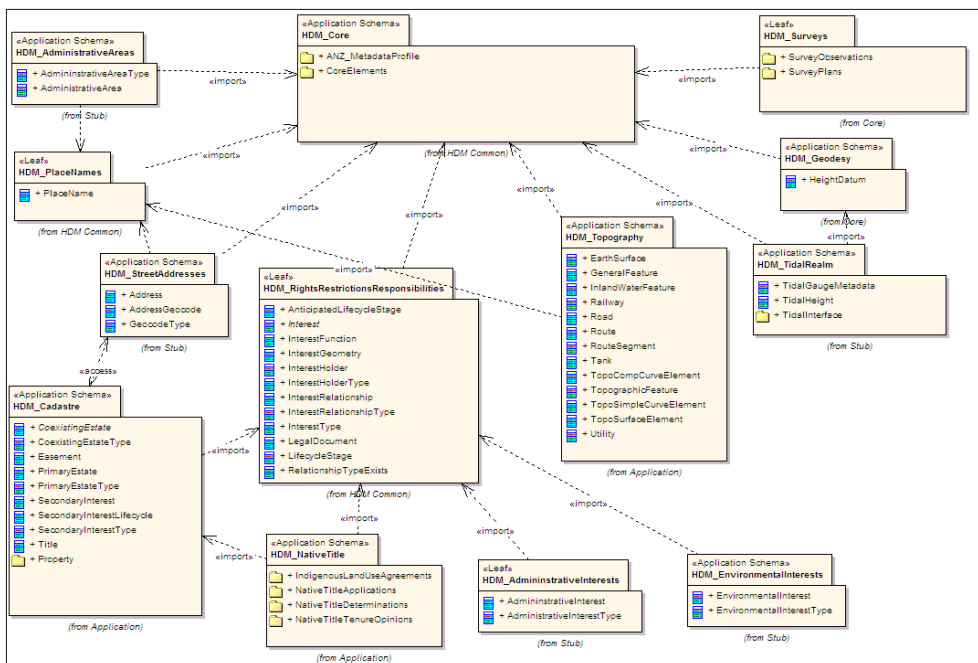 «Application Schema»
HDM_AdministrativeAreas
+ AdmininstrativeAreaType
+ AdministrativeArea
(from Stub)
«Application Schema»
HDM_Core
+ ANZ_MetadataProfile
+ CoreElements
(from HDM Common)
«Leaf»
HDM_Surveys
+ SurveyObservations
+ SurveyPlans
(from Core)
«import»
«import»
«import»
«import»
«import»
«import»
«import»
«import»
«Leaf»
HDM_PlaceNames
+ PlaceName
(from HDM Common)
«Application Schema»
HDM_Geodesy
+ HeightDatum
(from Core)
«import»
«Application Schema»
HDM_StreetAddresses
+ Address
+ AddressGeocode
+ GeocodeType
(from Stub)
«import»
«Leaf»
HDM_RightsRestrictionsResponsibilities
+ AnticipatedLifecycleStage
+ Interest
+ InterestFunction
+ InterestGeometry
+ InterestHolder
+ InterestHolderType
+ InterestRelationship
+ InterestRelationshipType
+ InterestType
+ LegalDocument
+ LifecycleStage
+ RelationshipTypeExists
(from HDM Common)
«Application Schema»
HDM_Topography
+ EarthSurface
+ GeneralFeature
+ InlandWaterFeature
+ Railway
+ Road
+ Route
+ RouteSegment
+ Tank
+ TopoCompCurveElement
+ TopographicFeature
+ TopoSimpleCurveElement
+ TopoSurfaceElement
+ Utility
(from Application)
«Application Schema»
HDM_TidalRealm
+ TidalGaugeMetadata
+ TidalHeight
+ TidalInterface
(from Stub)
«access»
«Application Schema»
HDM_Cadastre
+ CoexistingEstate
+ CoexistingEstateType
+ Easement
+ PrimaryEstate
+ PrimaryEstateType
+ SecondaryInterest
+ SecondaryInterestLifecycle
+ SecondaryInterestType
+ Title
+ Property
(from Application)
«import»
«import»
«import»
«import»
«import»
«Application Schema»
HDM_NativeTitle
+ IndigenousLandUseAgreements
+ NativeTitleApplications
+ NativeTitleDeterminations
+ NativeTitleTenureOpinions
(from Application)
«Leaf»
HDM_AdmininstrativeInterests
+ AdmininstrativeInterest
+ AdministrativeInterestType
(from Stub)
«Application Schema»
HDM_EnvironmentalInterests
+ EnvironmentalInterest
+ EnvironmentalInterestType
(from Stub)